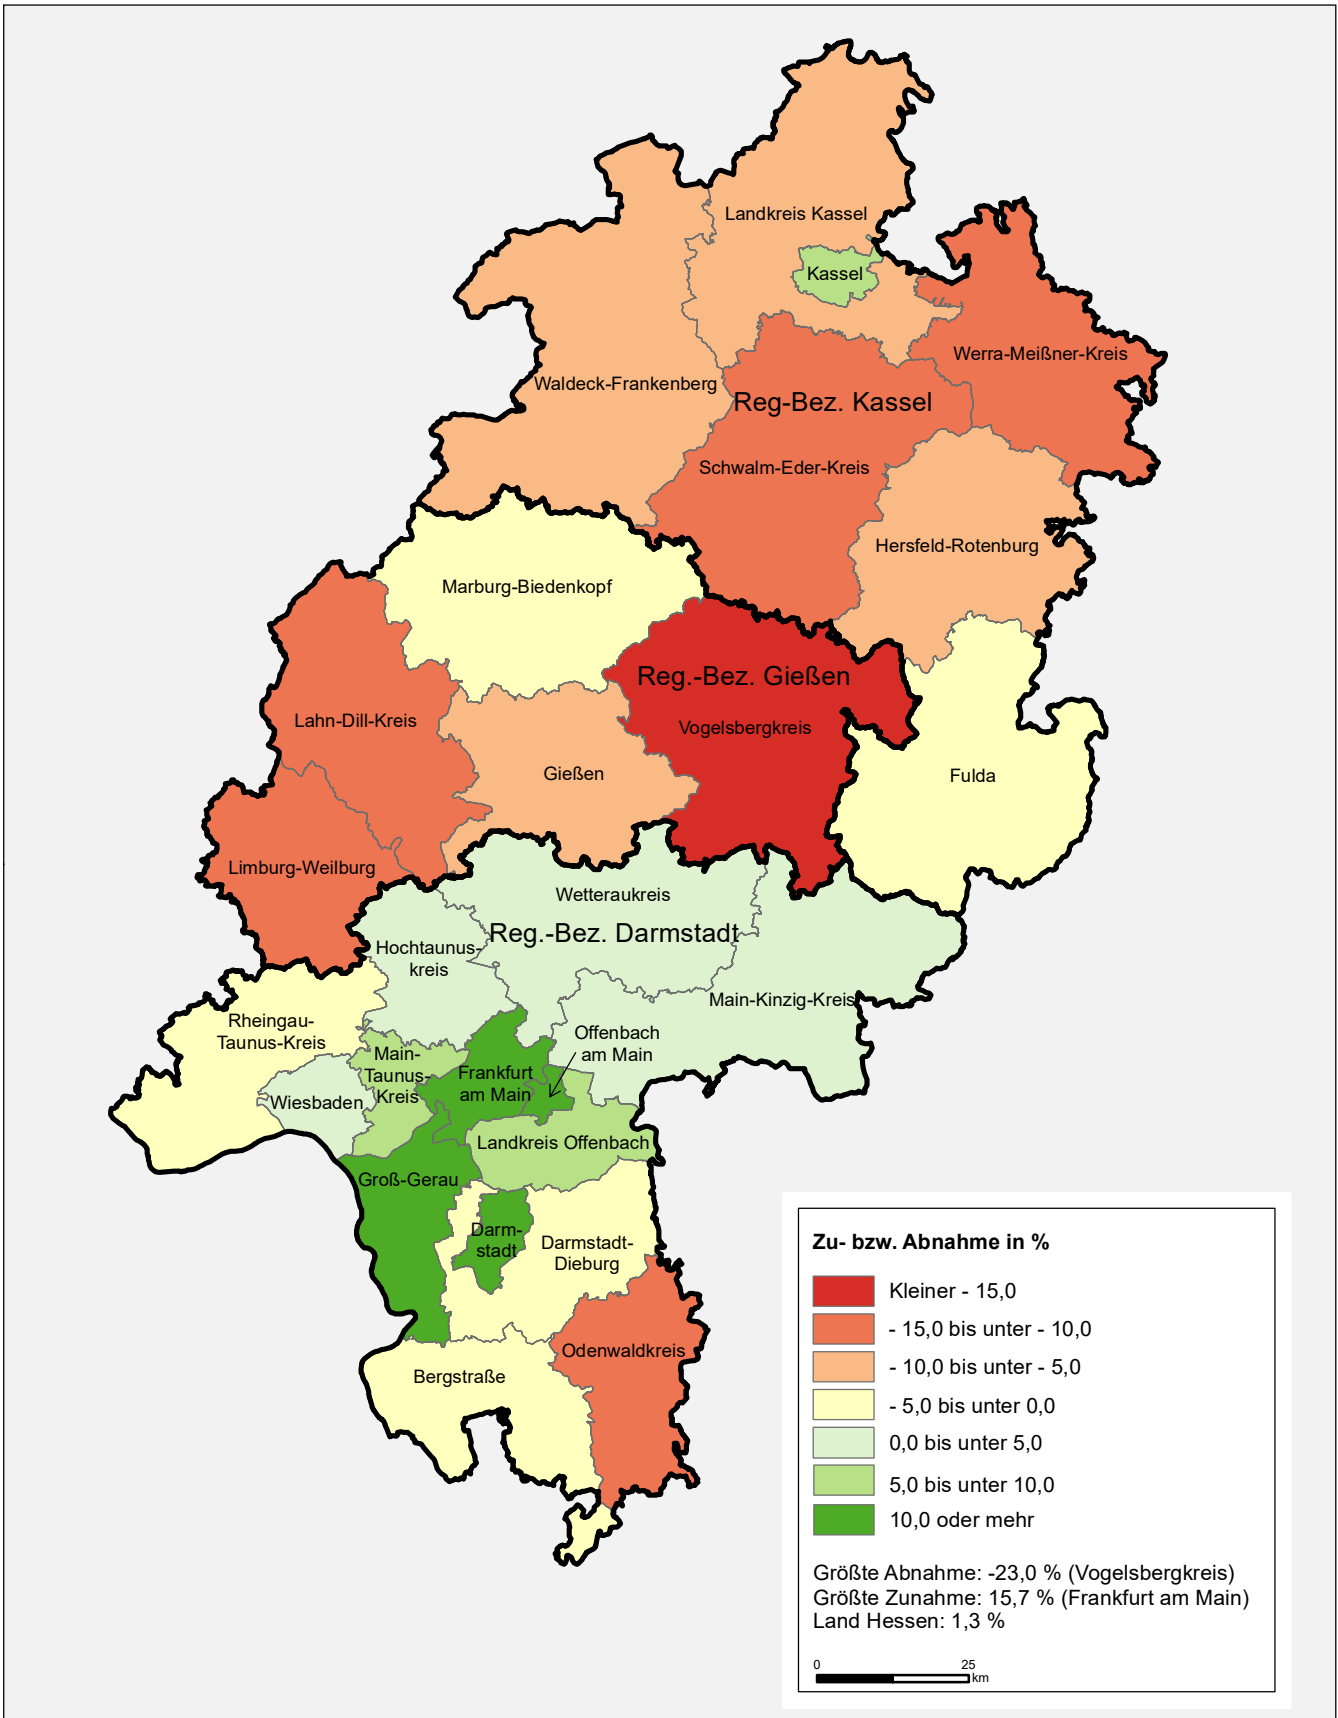 Landkreis Kassel
Kassel
Werra-Meißner-Kreis
Waldeck-Frankenberg
Reg-Bez. Kassel
Schwalm-Eder-Kreis
Hersfeld-Rotenburg
Marburg-Biedenkopf
Reg.-Bez. Gießen
Lahn-Dill-Kreis
Vogelsbergkreis
Gießen
Fulda
Limburg-Weilburg
Wetteraukreis
Reg.-Bez. Darmstadt
Hochtaunus-
kreis
Main-Kinzig-Kreis
Rheingau-
Taunus-Kreis
Offenbach
am Main
Main-
Taunus-
Kreis
Frankfurt
am Main
Wiesbaden
Landkreis Offenbach
Groß-Gerau
Darm-
stadt
Darmstadt-
Dieburg
Odenwaldkreis
Bergstraße
Zu- bzw. Abnahme in %
Kleiner - 15,0
- 15,0 bis unter - 10,0
- 10,0 bis unter - 5,0
- 5,0 bis unter 0,0
0,0 bis unter 5,0
5,0 bis unter 10,0
10,0 oder mehr
Größte Abnahme: -23,0 % (Vogelsbergkreis)
Größte Zunahme: 15,7 % (Frankfurt am Main)
Land Hessen: 1,3 %
0 25
km